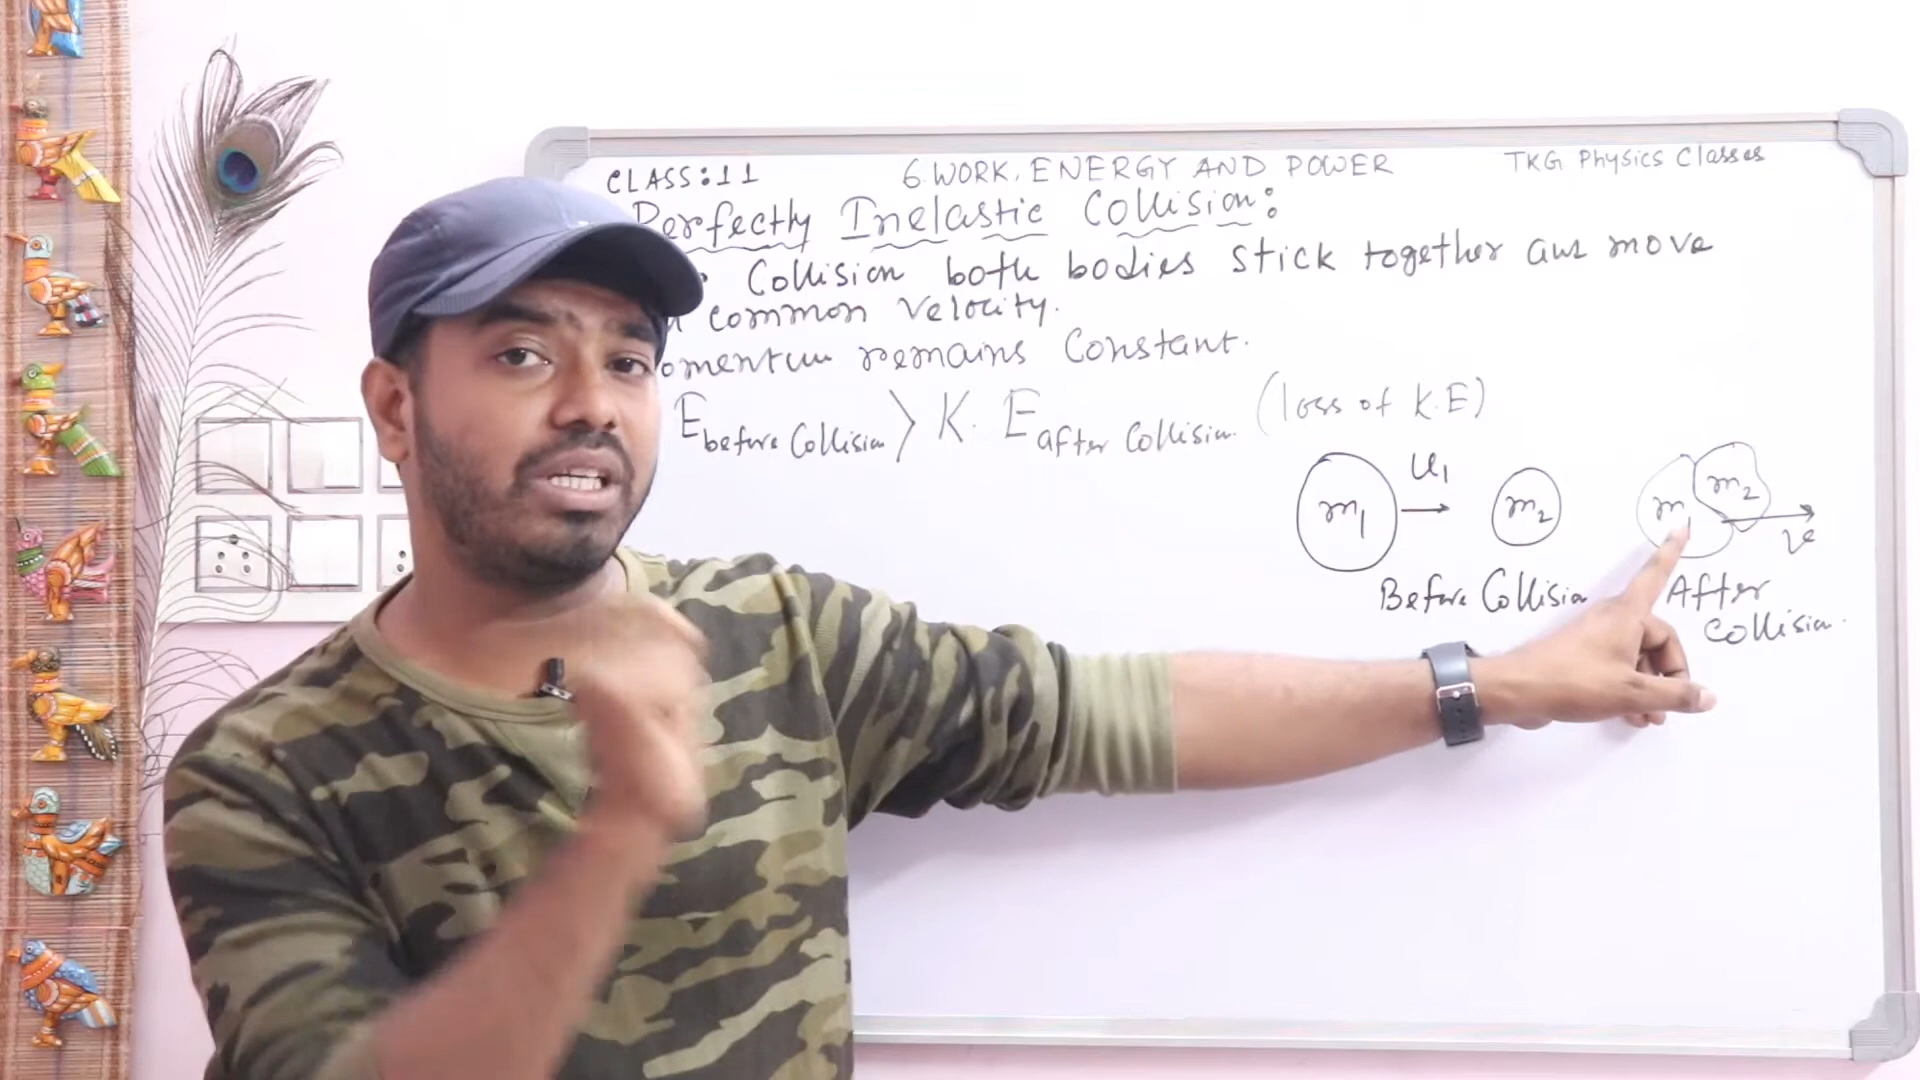 CLASS:11 6. WORK, ENERGY AND POWER TKG Physics Classes
Perfectly Inelastic Collision:
Collision both bodies stick together and move
common velocity.
omentum remains Constant.
E before Collision > K. E after Collision. (loss of K.E)
u1
m1 m2 m1 m2
v
Before Collision After
Collision.